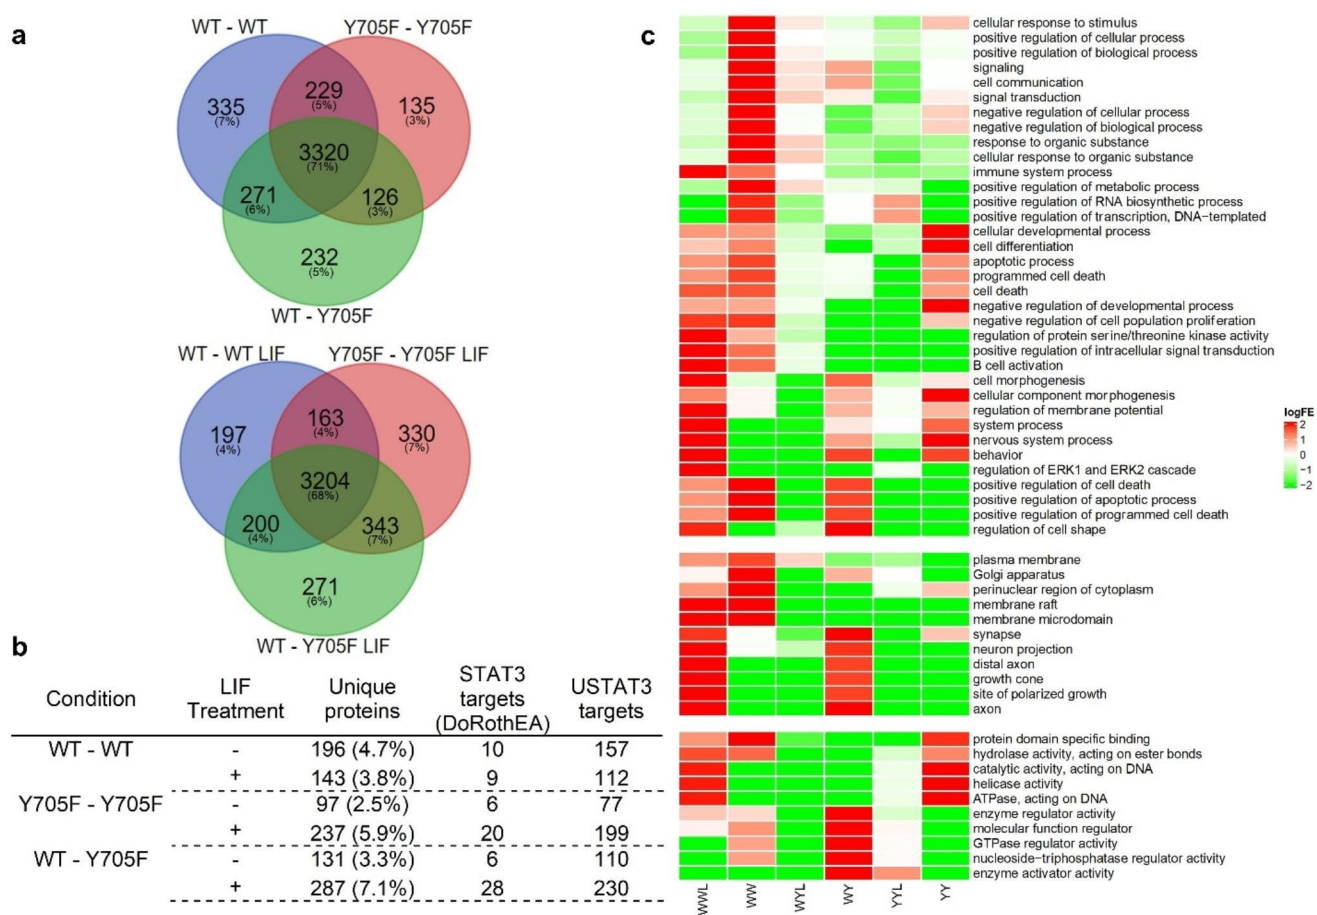 a
WT - WT
Y705F - Y705F
335
(7%)
229
(5%)
135
(3%)
3320
(71%)
271
(6%)
126
(3%)
232
(5%)
WT - Y705F
WT - WT LIF
Y705F - Y705F LIF
197
(4%)
163
(4%)
330
(7%)
3204
(68%)
200
(4%)
343
(7%)
271
(6%)
WT - Y705F LIF
b
Condition
LIF Treatment
Unique proteins
STAT3 targets (DoRothEA)
USTAT3 targets
WT - WT - 196 (4.7%) 10 157
+ 143 (3.8%) 9 112
Y705F - Y705F - 97 (2.5%) 6 77
+ 237 (5.9%) 20 199
WT - Y705F - 131 (3.3%) 6 110
+ 287 (7.1%) 28 230
c
cellular response to stimulus
positive regulation of cellular process
positive regulation of biological process
signaling
cell communication
signal transduction
negative regulation of cellular process
negative regulation of biological process
response to organic substance
cellular response to organic substance
immune system process
positive regulation of metabolic process
positive regulation of RNA biosynthetic process
positive regulation of transcription, DNA-templated
cellular developmental process
cell differentiation
apoptotic process
programmed cell death
cell death
negative regulation of developmental process
negative regulation of cell population proliferation
regulation of protein serine/threonine kinase activity
positive regulation of intracellular signal transduction
B cell activation
cell morphogenesis
cellular component morphogenesis
regulation of membrane potential
system process
nervous system process
behavior
regulation of ERK1 and ERK2 cascade
positive regulation of cell death
positive regulation of apoptotic process
positive regulation of programmed cell death
regulation of cell shape
plasma membrane
Golgi apparatus
perinuclear region of cytoplasm
membrane raft
membrane microdomain
synapse
neuron projection
distal axon
growth cone
site of polarized growth
axon
protein domain specific binding
hydrolase activity, acting on ester bonds
catalytic activity, acting on DNA
helicase activity
ATPase, acting on DNA
enzyme regulator activity
molecular function regulator
GTPase regulator activity
nucleoside−triphosphatase regulator activity
enzyme activator activity
WWL
WW
WYL
WY
YYL
YY
logFE
2
1
0
−1
−2